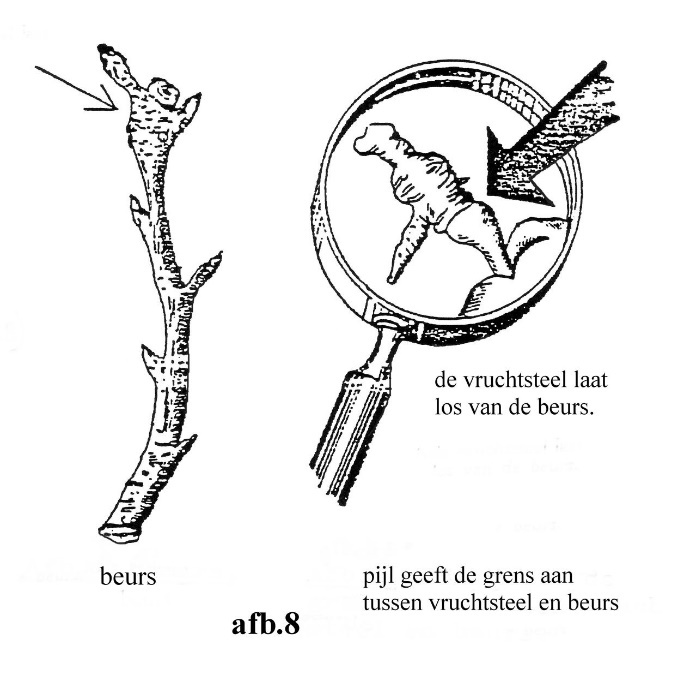 de vruchtsteel laat
los van de beurs.
beurs
pijl geeft de grens aan
tussen vruchtsteel en beurs
afb.8